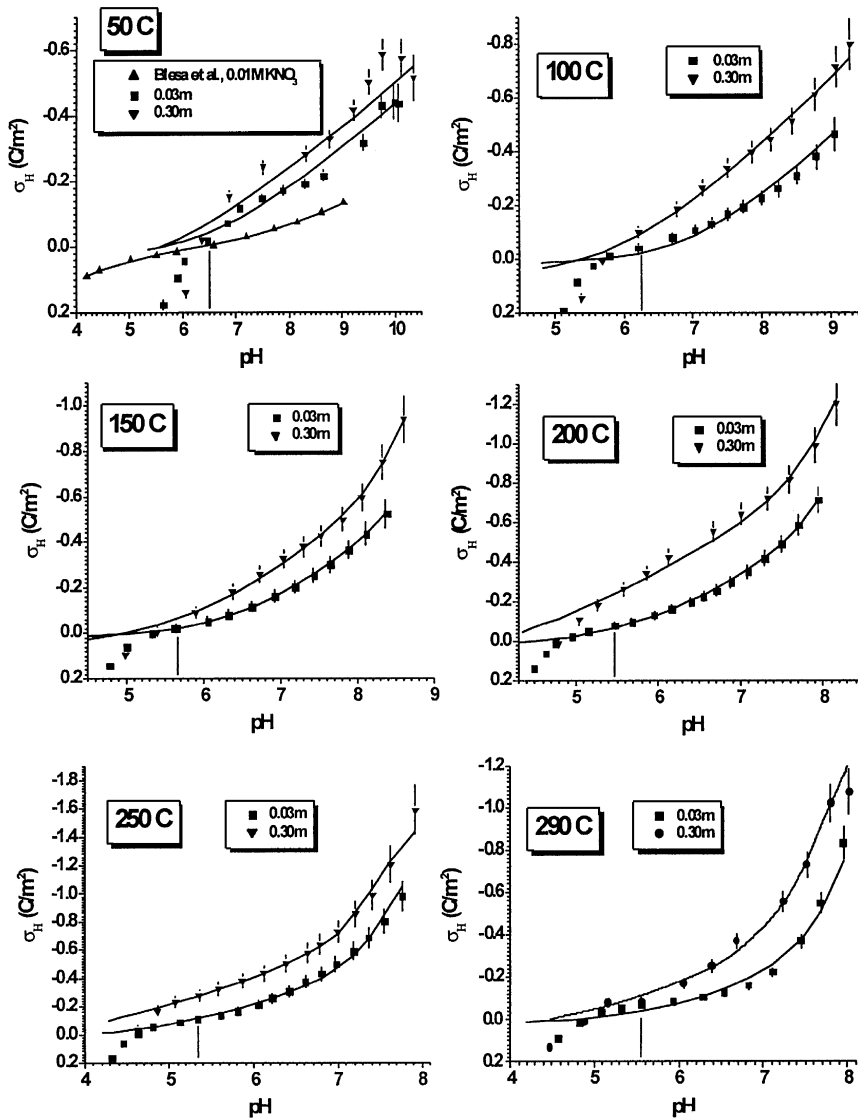 50 C
Blesa et al., 0.01M KNO3
0.03m
0.30m
-0.6
-0.4
-0.2
0.0
0.2
σH (C/m²)
4 5 6 7 8 9 10
pH
100 C
0.03m
0.30m
-0.8
-0.6
-0.4
-0.2
0.0
0.2
σH (C/m²)
5 6 7 8 9
pH
150 C
0.03m
0.30m
-1.0
-0.8
-0.6
-0.4
-0.2
0.0
0.2
σH (C/m²)
5 6 7 8 9
pH
200 C
0.03m
0.30m
-1.2
-1.0
-0.8
-0.6
-0.4
-0.2
0.0
0.2
σH (C/m²)
5 6 7 8
pH
250 C
0.03m
0.30m
-1.8
-1.6
-1.4
-1.2
-0.8
-0.6
-0.4
-0.2
0.0
0.2
σH (C/m²)
4 5 6 7 8
pH
290 C
0.03m
0.30m
-1.2
-1.0
-0.8
-0.6
-0.4
-0.2
0.0
0.2
σH (C/m²)
4 5 6 7 8
pH